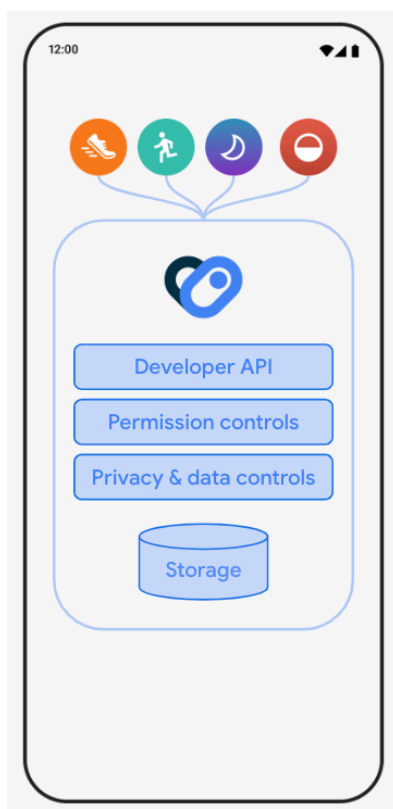 12:00
Developer API
Permission controls
Privacy & data controls
Storage